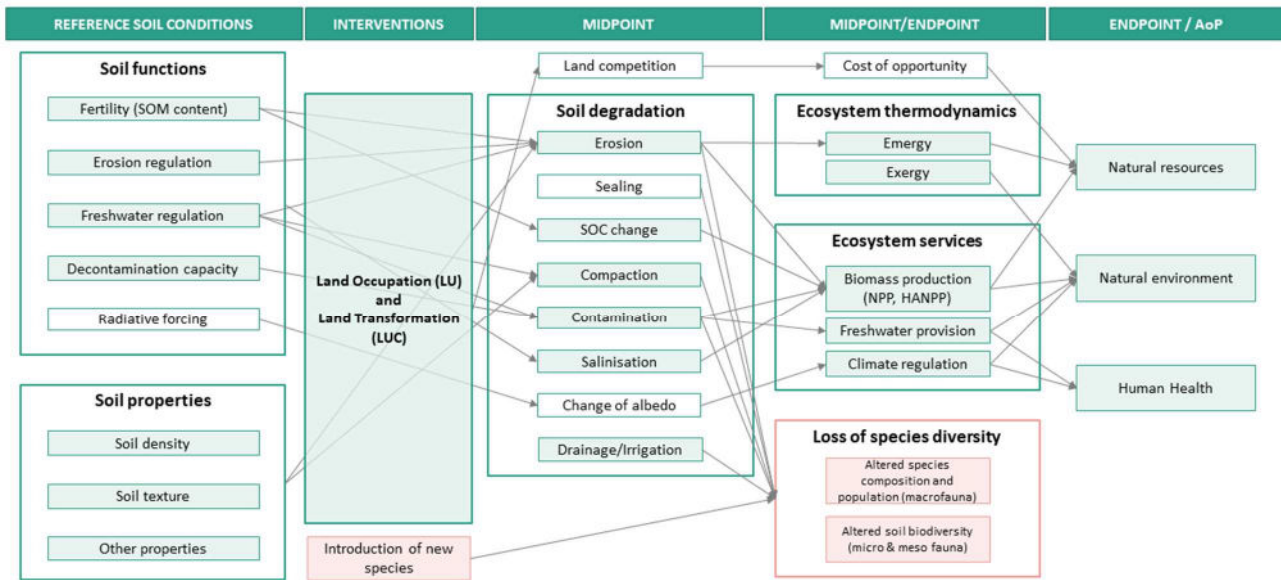 REFERENCE SOIL CONDITIONS
INTERVENTIONS
MIDPOINT
MIDPOINT/ENDPOINT
ENDPOINT / AoP
Soil functions
Fertility (SOM content)
Erosion regulation
Freshwater regulation
Decontamination capacity
Radiative forcing
Soil properties
Soil density
Soil texture
Other properties
Land Occupation (LU)
and
Land Transformation
(LUC)
Introduction of new
species
Land competition
Soil degradation
Erosion
Sealing
SOC change
Compaction
Contamination
Salinisation
Change of albedo
Drainage/Irrigation
Cost of opportunity
Ecosystem thermodynamics
Emergy
Exergy
Ecosystem services
Biomass production
(NPP, HANPP)
Freshwater provision
Climate regulation
Loss of species diversity
Altered species
composition and
population (macrofauna)
Altered soil biodiversity
(micro & meso fauna)
Natural resources
Natural environment
Human Health